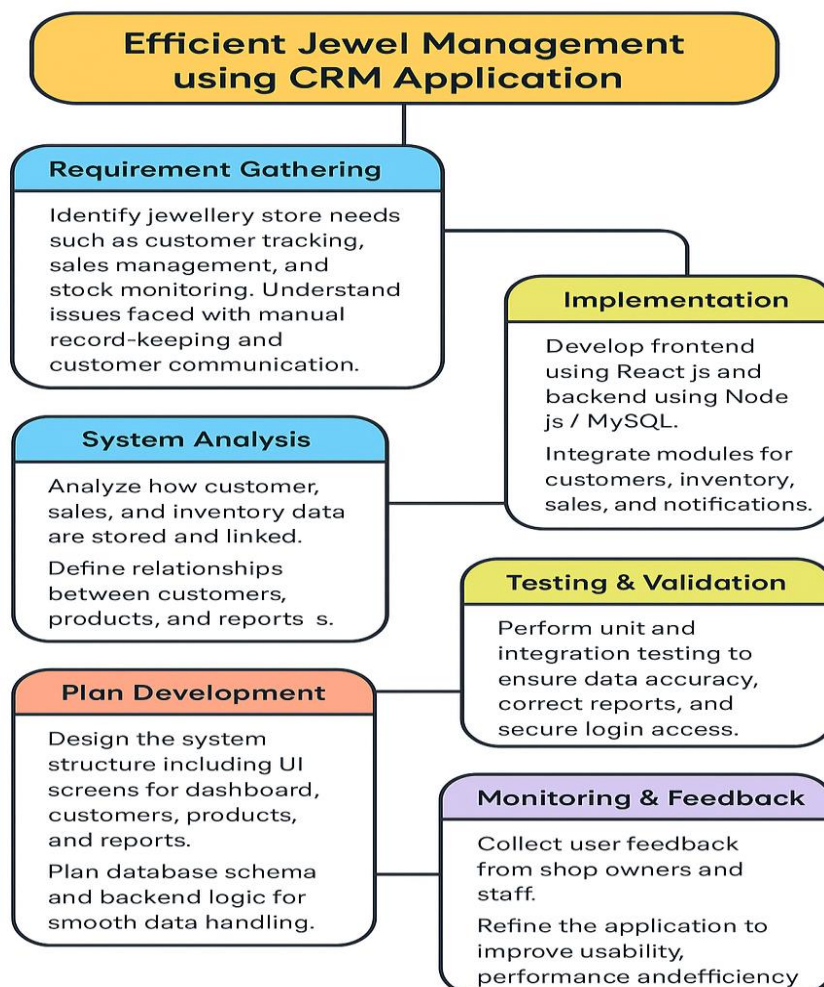 Efficient Jewel Management
using CRM Application
Requirement Gathering
Identify jewellery store needs
such as customer tracking,
sales management, and
stock monitoring. Understand
issues faced with manual
record-keeping and
customer communication.
System Analysis
Analyze how customer,
sales, and inventory data
are stored and linked.
Define relationships
between customers,
products, and reports s.
Plan Development
Design the system
structure including UI
screens for dashboard,
customers, products,
and reports.
Plan database schema
and backend logic for
smooth data handling.
Implementation
Develop frontend
using React js and
backend using Node
js / MySQL.
Integrate modules for
customers, inventory,
sales, and notifications.
Testing & Validation
Perform unit and
integration testing to
ensure data accuracy,
correct reports, and
secure login access.
Monitoring & Feedback
Collect user feedback
from shop owners and
staff.
Refine the application to
improve usability,
performance andefficiency